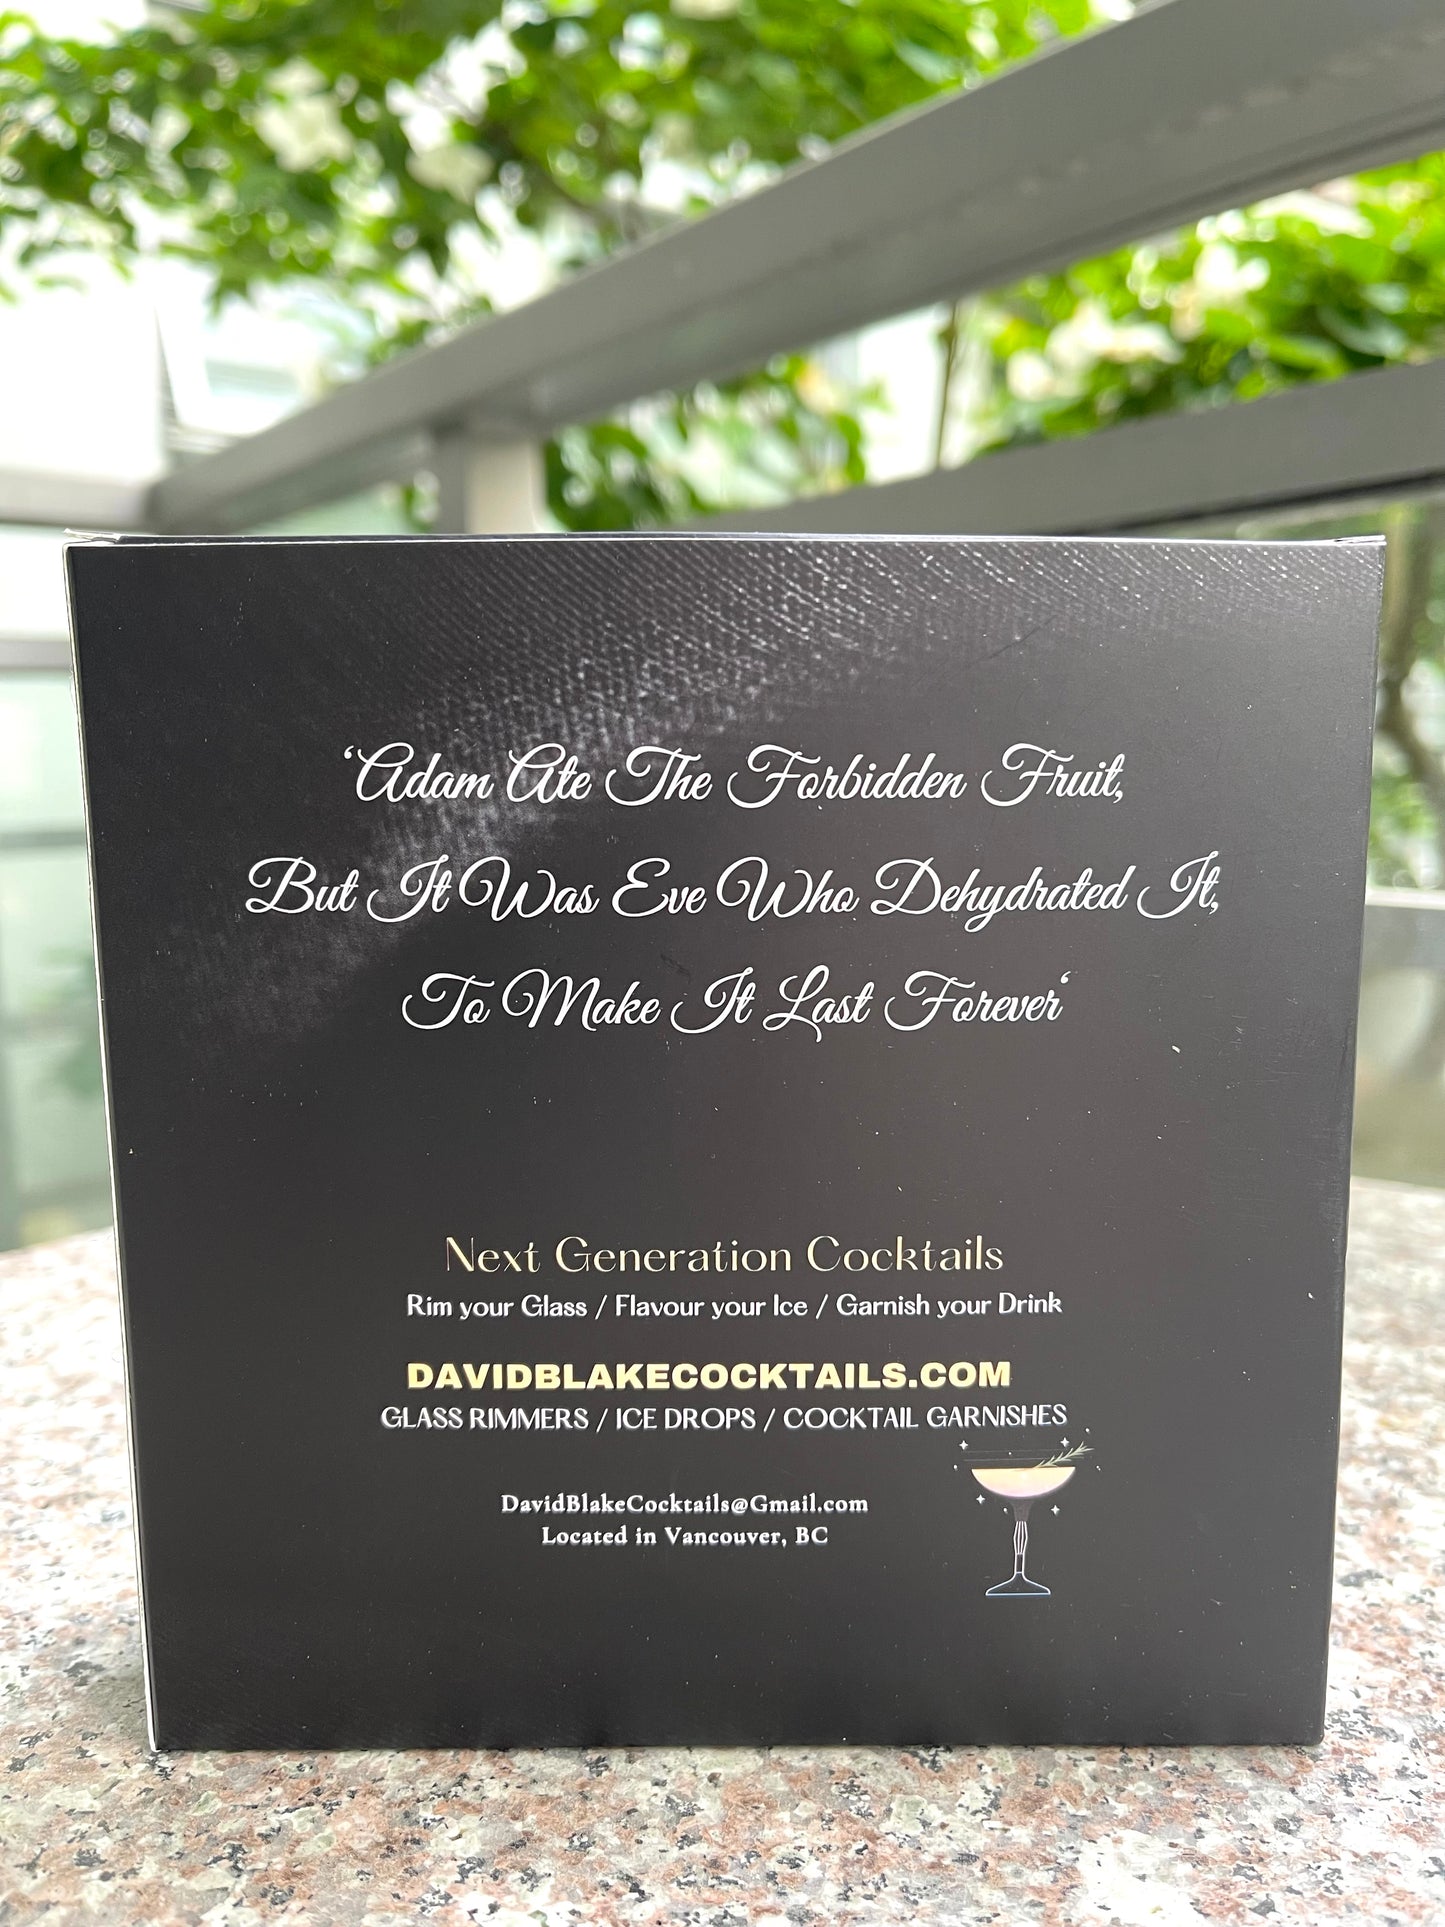 ‘Adam Ate The Forbidden Fruit,
But It Was Eve Who Dehydrated It,
To Make It Last Forever‘
Next Generation Cocktails
Rim your Glass / Flavour your Ice / Garnish your Drink
DAVIDBLAKECOCKTAILS.COM
GLASS RIMMERS / ICE DROPS / COCKTAIL GARNISHES
DavidBlakeCocktails@Gmail.com
Located in Vancouver, BC